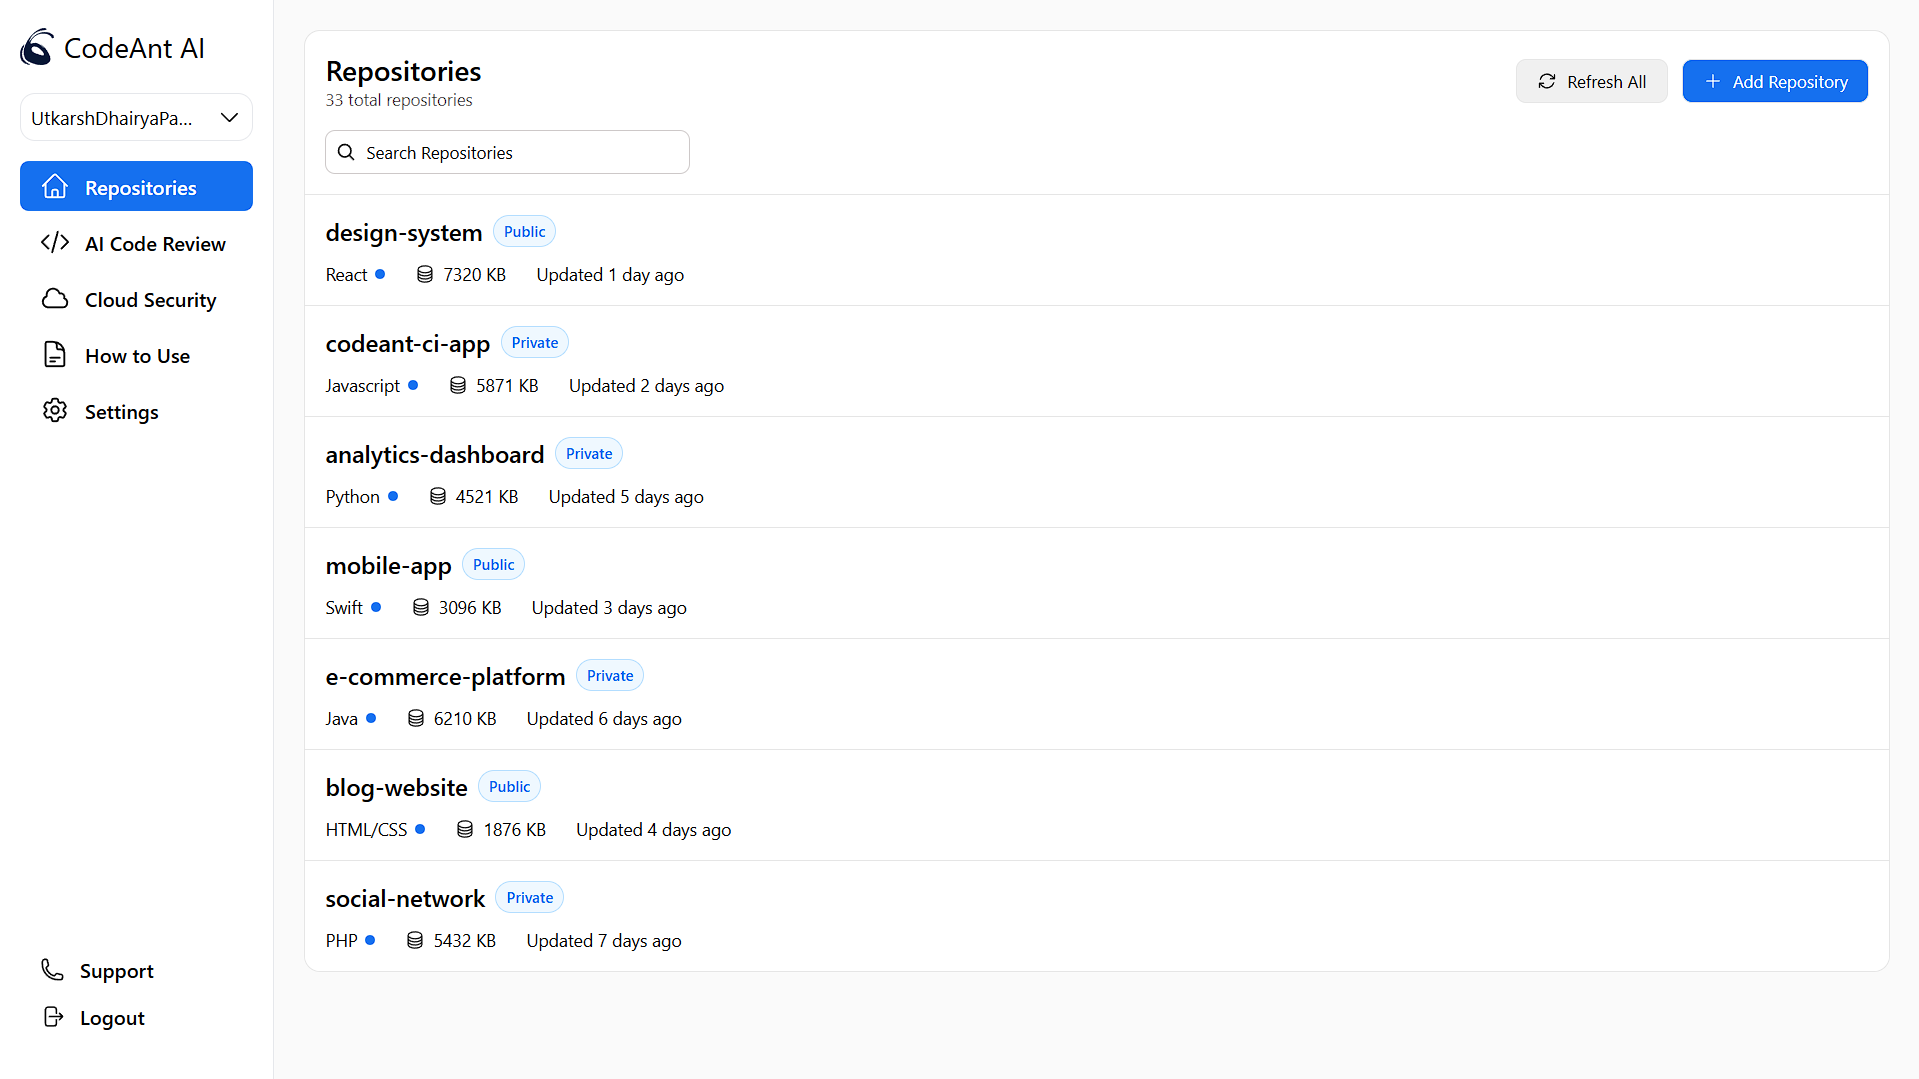 CodeAnt AI
UtkarshDhairyaPa...
Repositories
AI Code Review
Cloud Security
How to Use
Settings
Support
Logout
Repositories
33 total repositories
Refresh All
Add Repository
Search Repositories
design-system Public
React 7320 KB Updated 1 day ago
codeant-ci-app Private
Javascript 5871 KB Updated 2 days ago
analytics-dashboard Private
Python 4521 KB Updated 5 days ago
mobile-app Public
Swift 3096 KB Updated 3 days ago
e-commerce-platform Private
Java 6210 KB Updated 6 days ago
blog-website Public
HTML/CSS 1876 KB Updated 4 days ago
social-network Private
PHP 5432 KB Updated 7 days ago